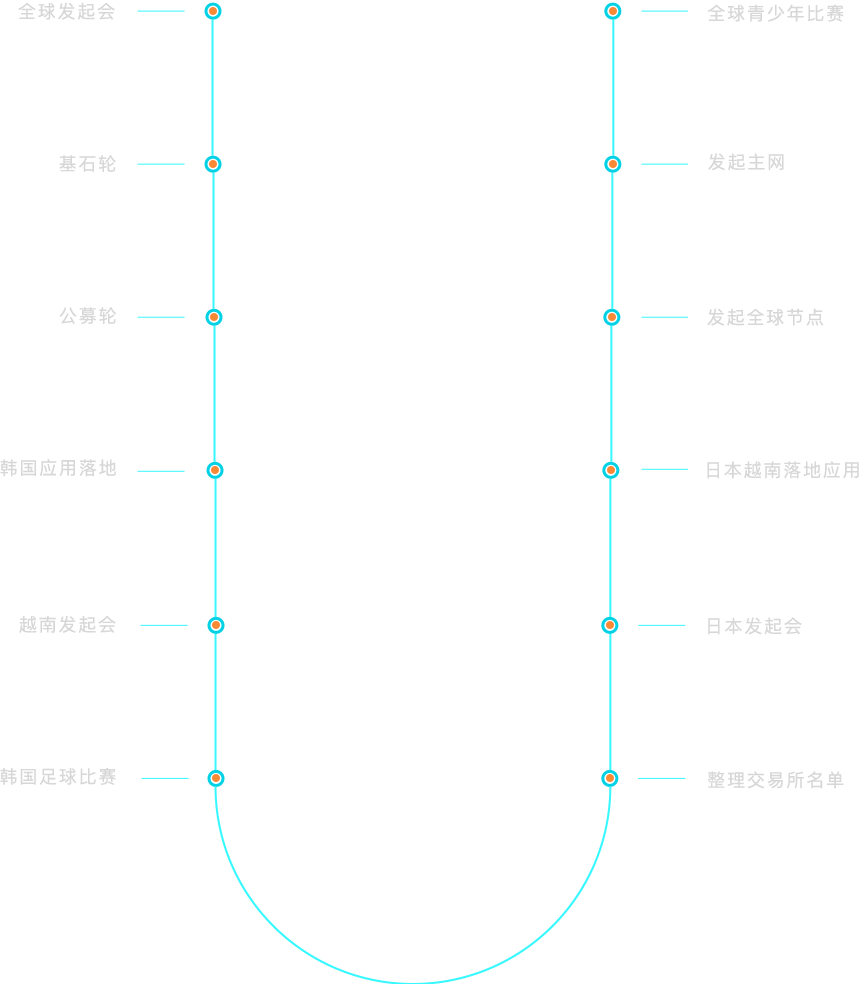 全球发起会
基石轮
公募轮
韩国应用落地
越南发起会
韩国足球比赛
全球青少年比赛
发起主网
发起全球节点
日本越南落地应用
日本发起会
整理交易所名单